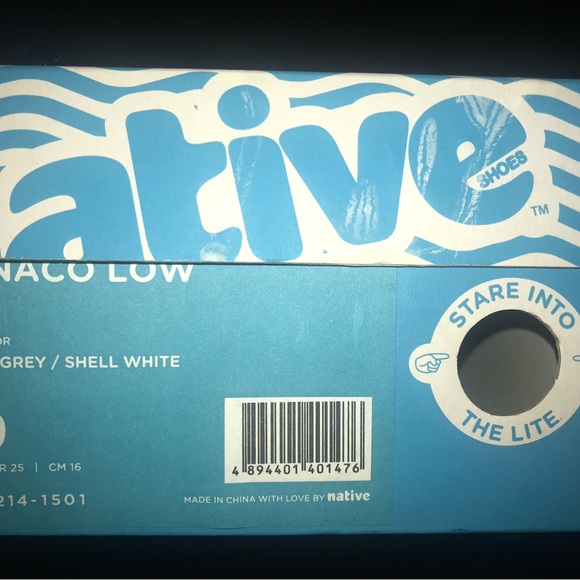 ative
SHOES
TM
NACO LOW
STARE INTO
THE LITE.
OR
GREY / SHELL WHITE
R 25 | CM 16
214-1501
4 894401 401476
MADE IN CHINA WITH LOVE BY native